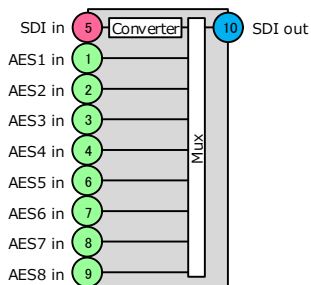 SDI in 5 Converter 10 SDI out
AES1 in 1
AES2 in 2
AES3 in 3
AES4 in 4
AES5 in 6
AES6 in 7
AES7 in 8
AES8 in 9
Mux